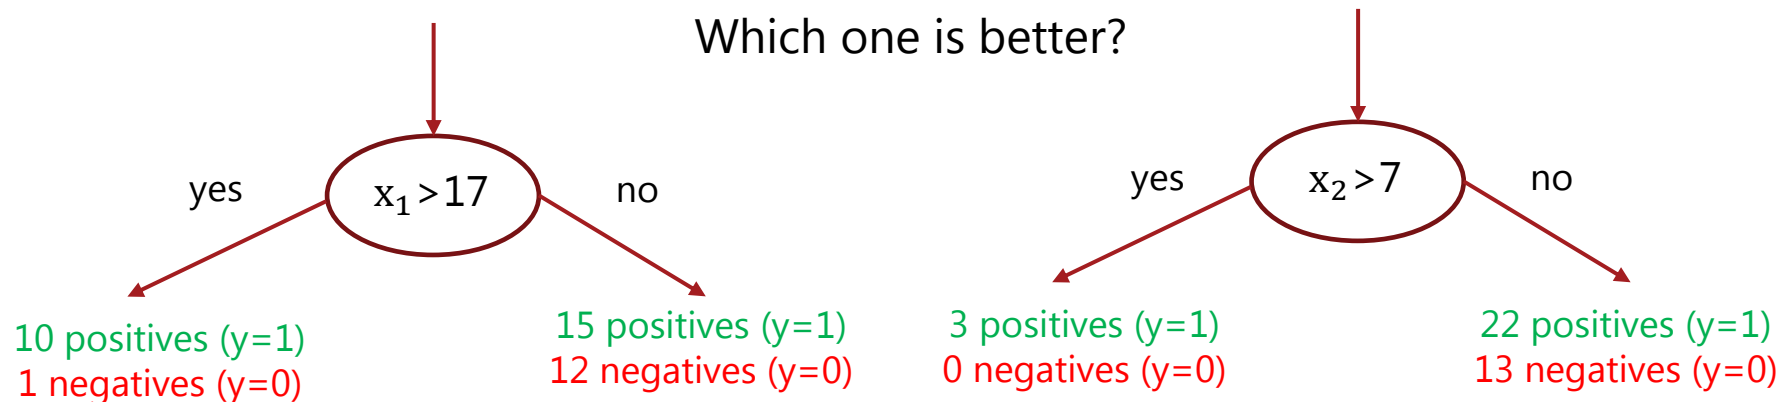 Which one is better?
yes
x₁>17
no
10 positives (y=1)
1 negatives (y=0)
15 positives (y=1)
12 negatives (y=0)
yes
x₂>7
no
3 positives (y=1)
0 negatives (y=0)
22 positives (y=1)
13 negatives (y=0)